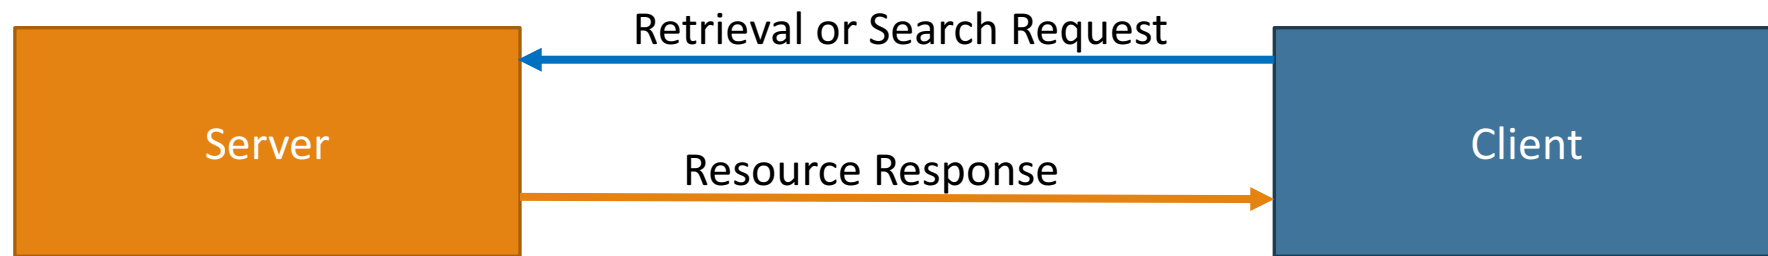 Retrieval or Search Request
Server
Client
Resource Response